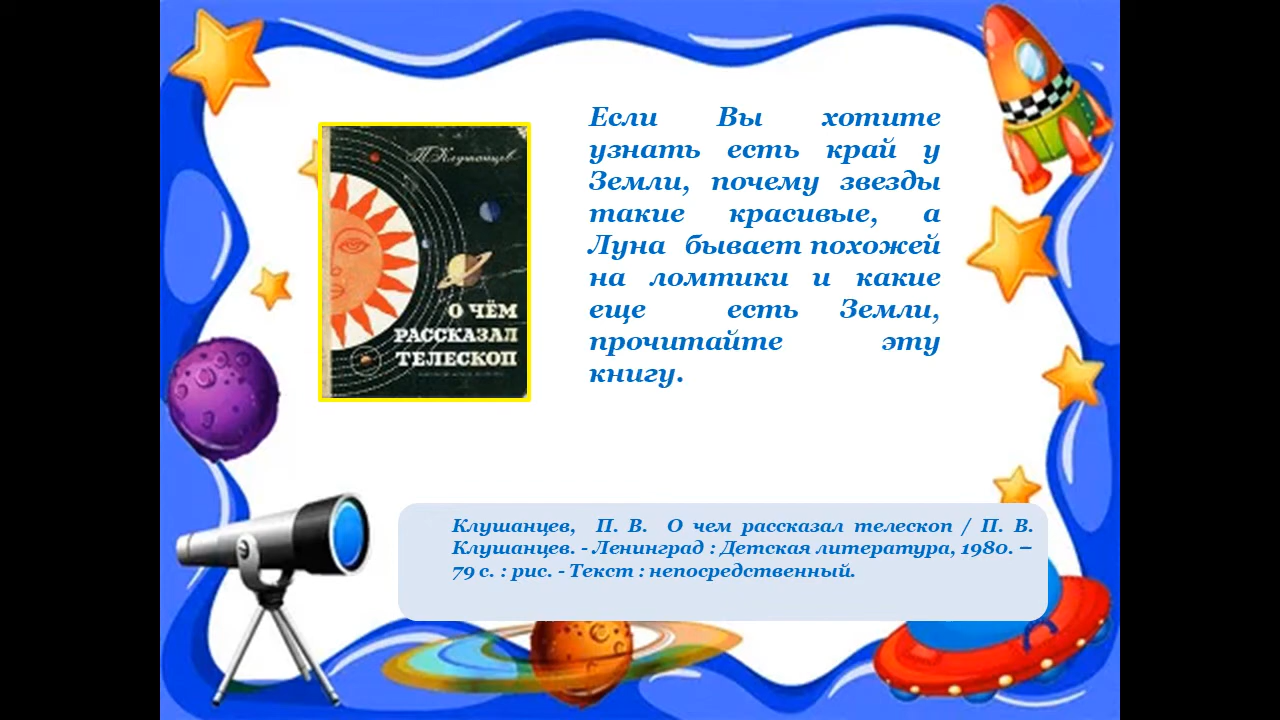 П. Клушанцев
О ЧЁМ
РАССКАЗАЛ
ТЕЛЕСКОП
Если Вы хотите
узнать есть край у
Земли, почему звезды
такие красивые, а
Луна бывает похожей
на ломтики и какие
еще есть Земли,
прочитайте эту
книгу.
Клушанцев, П. В. О чем рассказал телескоп / П. В.
Клушанцев. - Ленинград : Детская литература, 1980. –
79 с. : рис. - Текст : непосредственный.